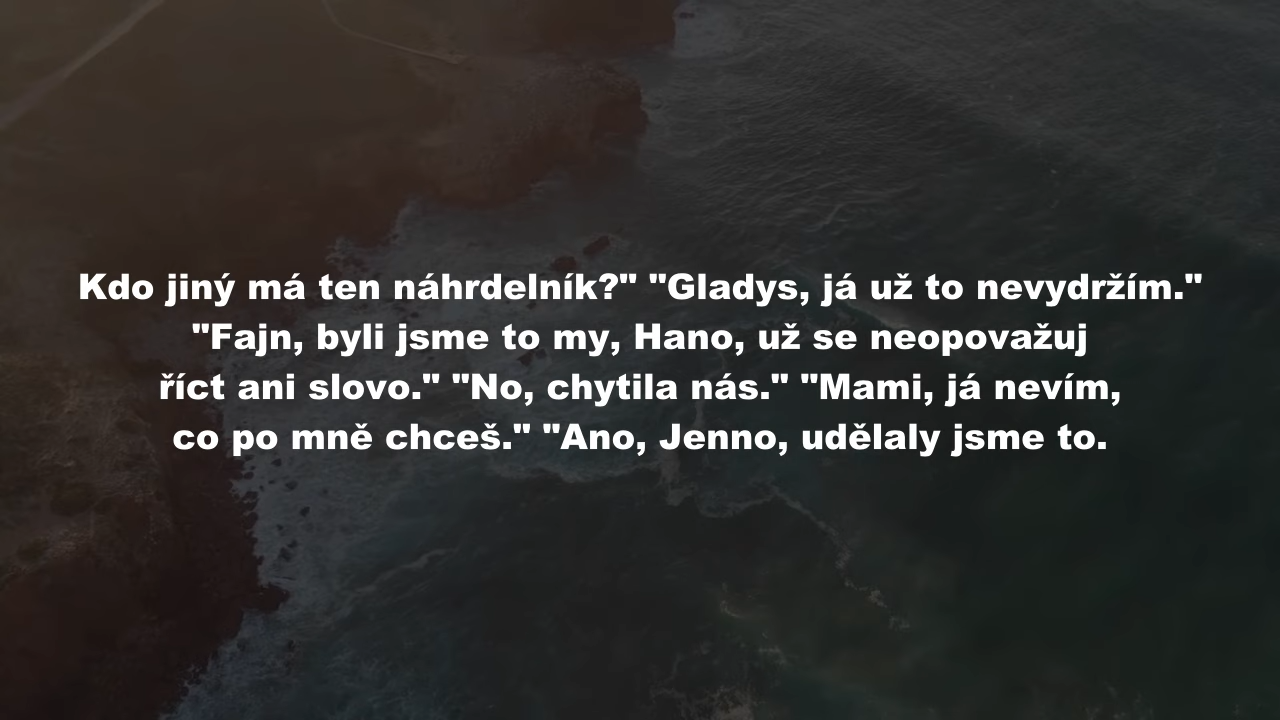 Kdo jiný má ten náhrdelník?" "Gladys, já už to nevydržím."
"Fajn, byli jsme to my, Hano, už se neopovažuj
říct ani slovo." "No, chytila nás." "Mami, já nevím,
co po mně chceš." "Ano, Jenno, udělaly jsme to.